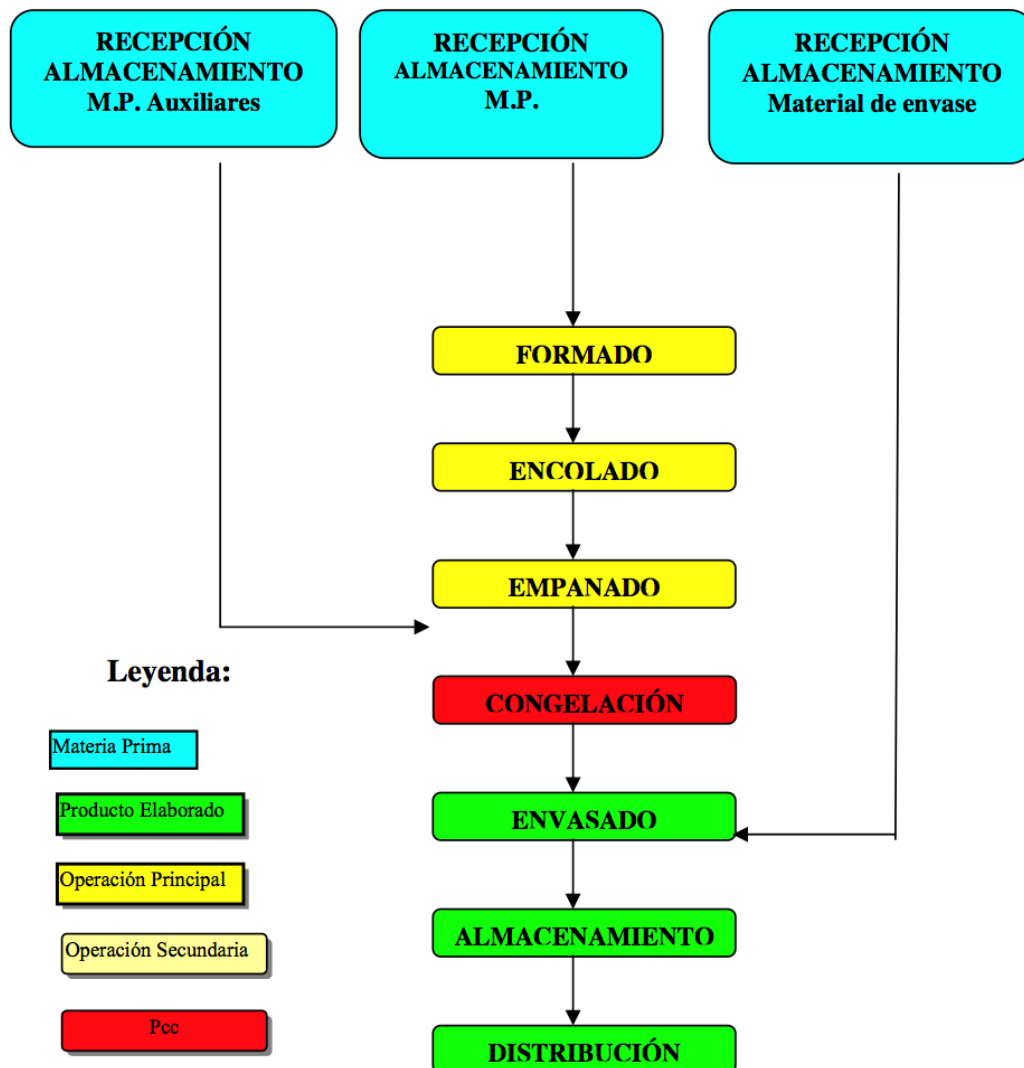 RECEPCIÓN
ALMACENAMIENTO
M.P. Auxiliares
RECEPCIÓN
ALMACENAMIENTO
M.P.
RECEPCIÓN
ALMACENAMIENTO
Material de envase
FORMADO
ENCOLADO
EMPANADO
CONGELACIÓN
ENVASADO
ALMACENAMIENTO
DISTRIBUCIÓN
Leyenda:
Materia Prima
Producto Elaborado
Operación Principal
Operación Secundaria
Pcc